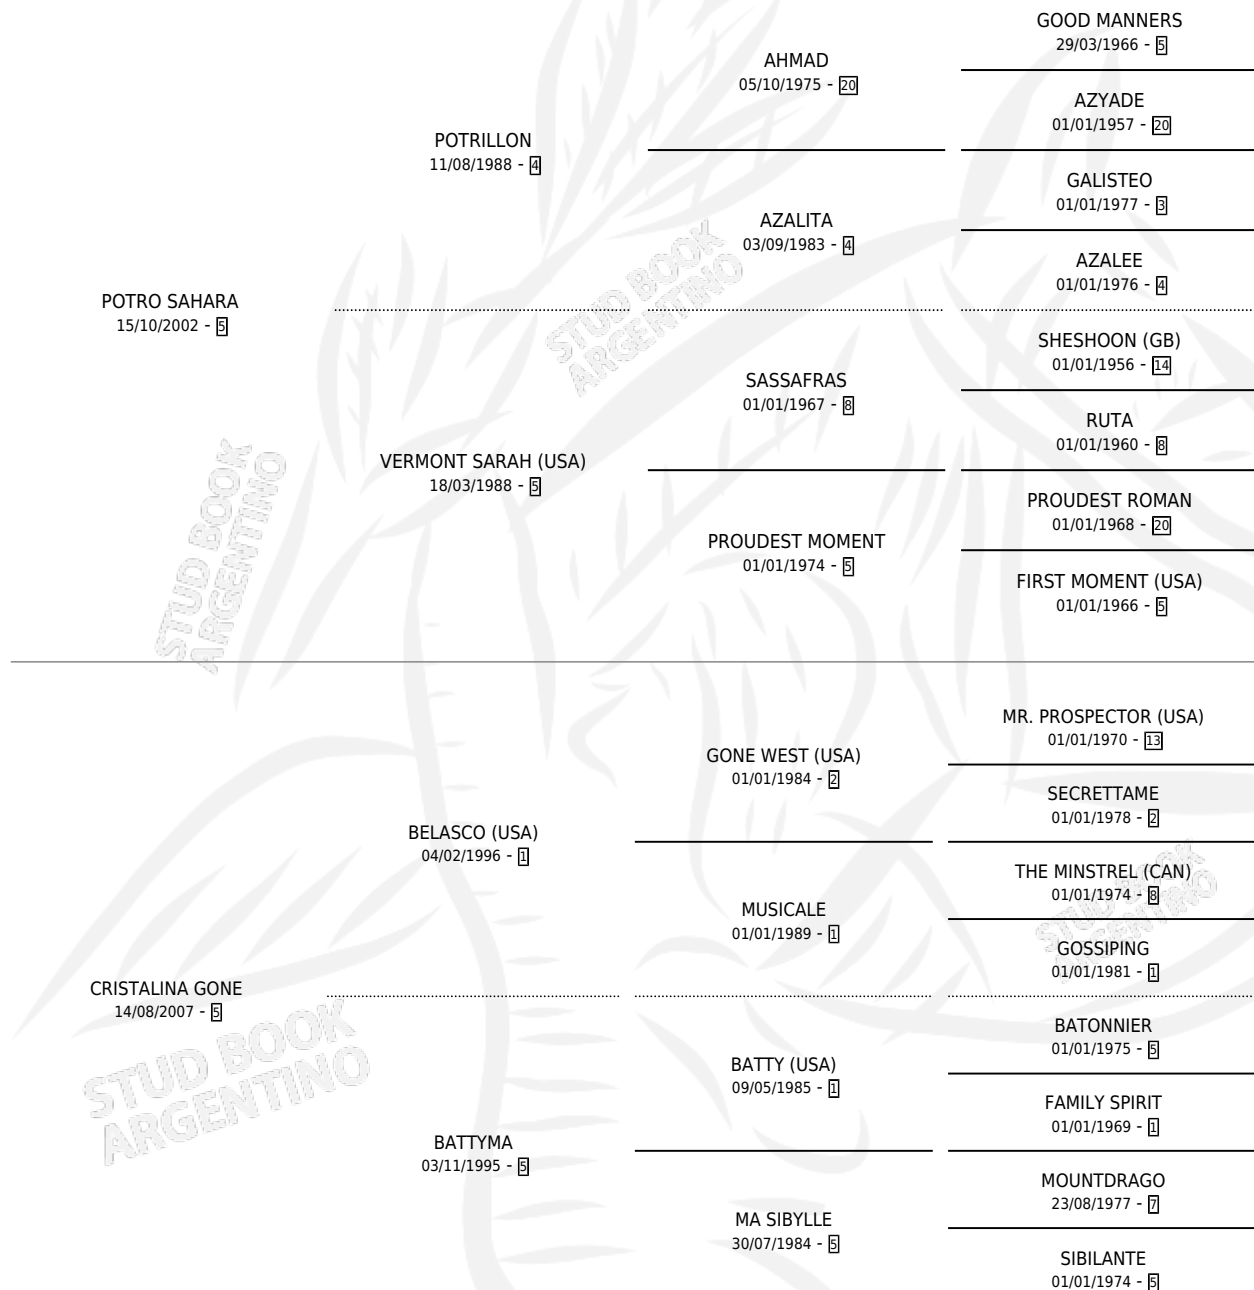 GOOD MANNERS
29/03/1966 - 5
AHMAD
05/10/1975 - 20
AZYADE
01/01/1957 - 20
POTRILLON
11/08/1988 - 4
GALISTEO
01/01/1977 - 3
AZALITA
03/09/1983 - 4
AZALEE
01/01/1976 - 4
POTRO SAHARA
15/10/2002 - 5
STUD BOOK
ARGENTINO
SHESHOON (GB)
01/01/1956 - 14
SASSAFRAS
01/01/1967 - 8
RUTA
01/01/1960 - 8
VERMONT SARAH (USA)
18/03/1988 - 5
STUD BOOK
ARGENTINO
PROUDEST ROMAN
01/01/1968 - 20
PROUDEST MOMENT
01/01/1974 - 5
FIRST MOMENT (USA)
01/01/1966 - 5
MR. PROSPECTOR (USA)
01/01/1970 - 13
GONE WEST (USA)
01/01/1984 - 2
SECRETTAME
01/01/1978 - 2
BELASCO (USA)
04/02/1996 - 1
THE MINSTREL (CAN)
01/01/1974 - 8
STUD BOOK
ARGENTINO
MUSICALE
01/01/1989 - 1
GOSSIPING
01/01/1981 - 1
CRISTALINA GONE
14/08/2007 - 5
STUD BOOK
ARGENTINO
BATONNIER
01/01/1975 - 5
BATTY (USA)
09/05/1985 - 1
FAMILY SPIRIT
01/01/1969 - 1
BATTYMA
03/11/1995 - 5
MOUNTDRAGO
23/08/1977 - 7
MA SIBYLLE
30/07/1984 - 5
SIBILANTE
01/01/1974 - 5